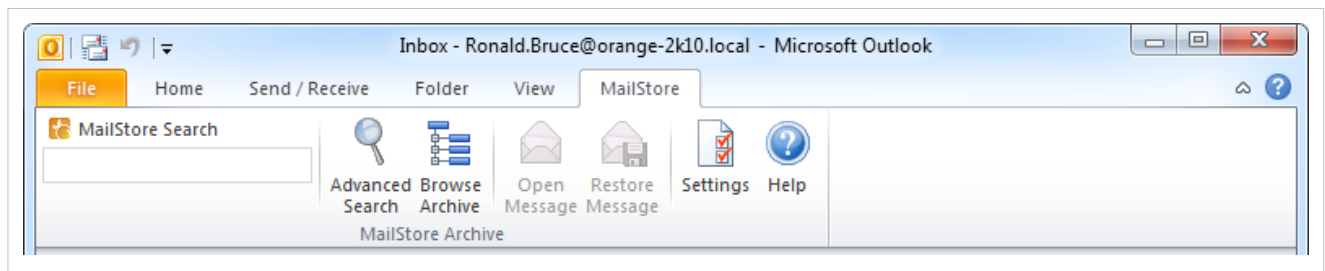 Inbox - Ronald.Bruce@orange-2k10.local - Microsoft Outlook
File Home Send / Receive Folder View MailStore
MailStore Search
Advanced Browse Open Restore Settings Help
Search Archive Message Message
MailStore Archive